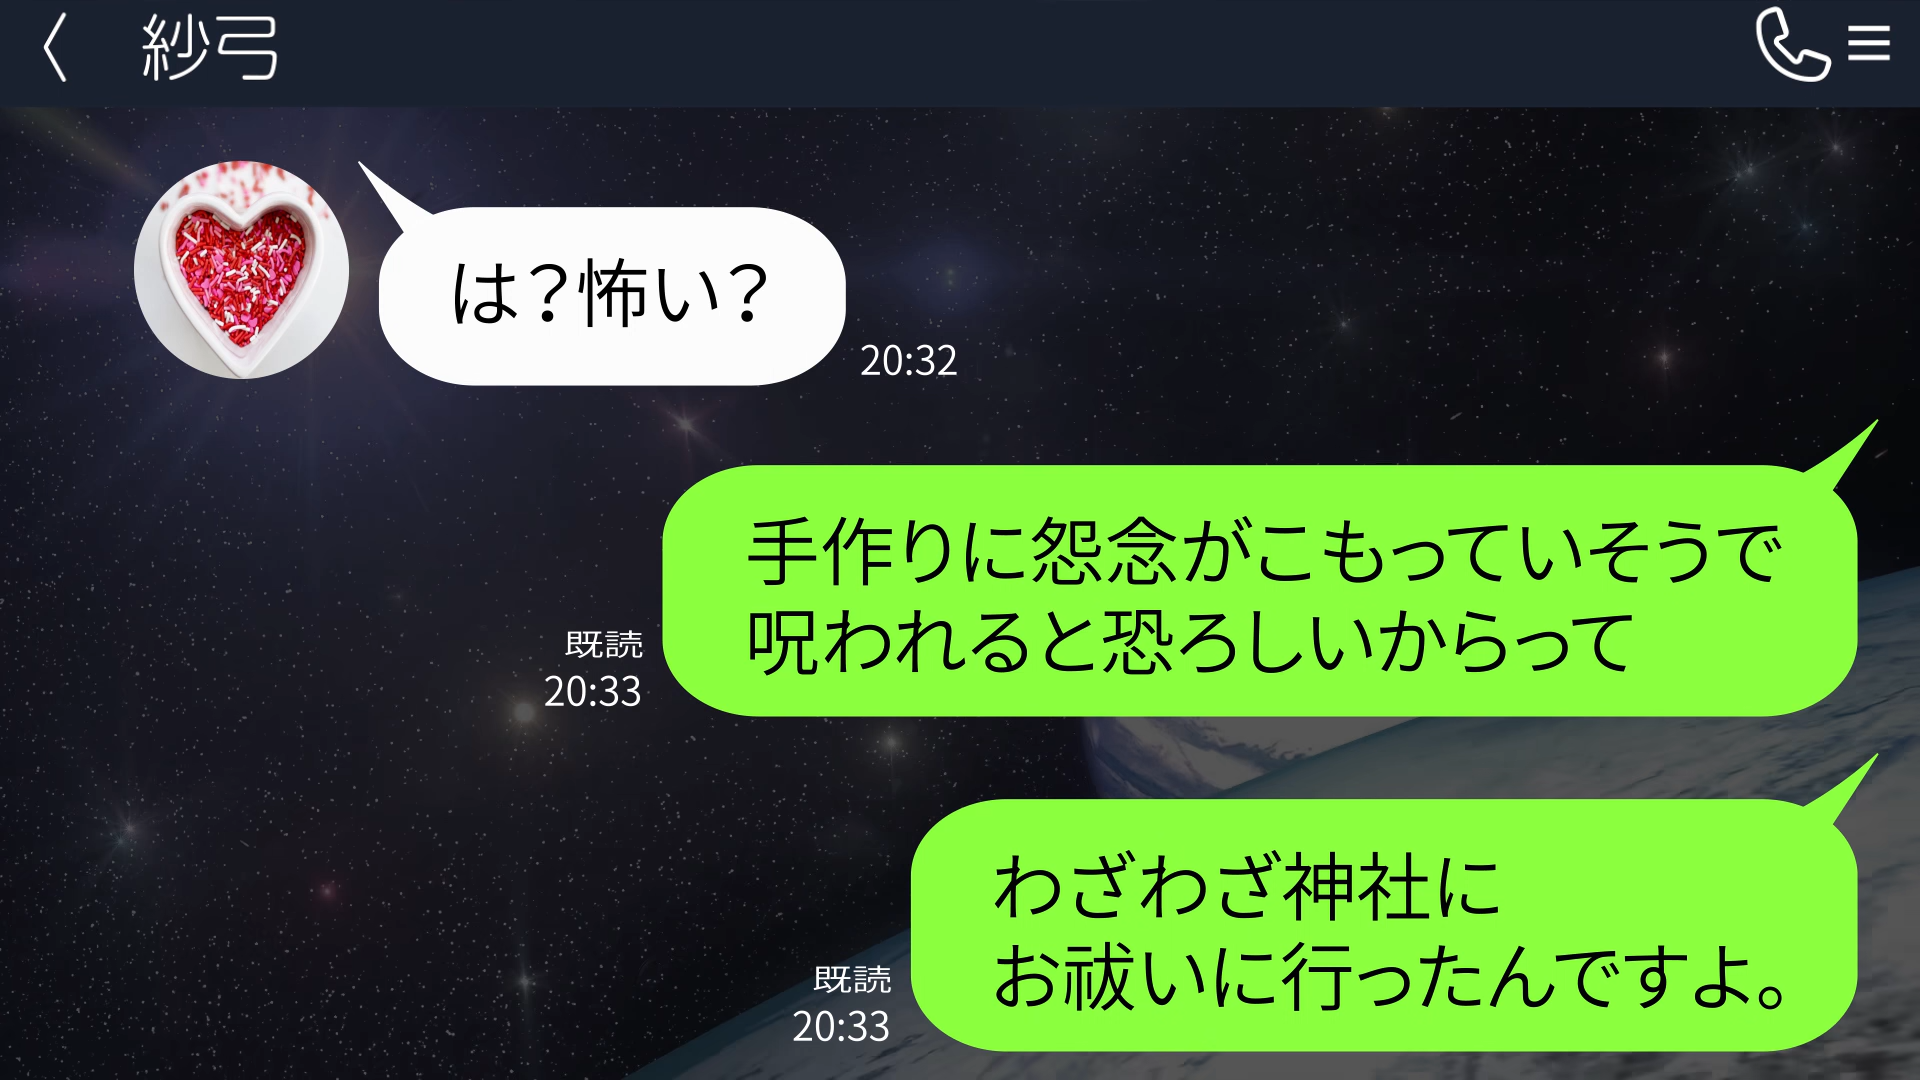 紗弓
は？怖い？
20:32
手作りに怨念がこもっていそうで
呪われると恐ろしいからって
既読
20:33
わざわざ神社に
お祓いに行ったんですよ。
既読
20:33